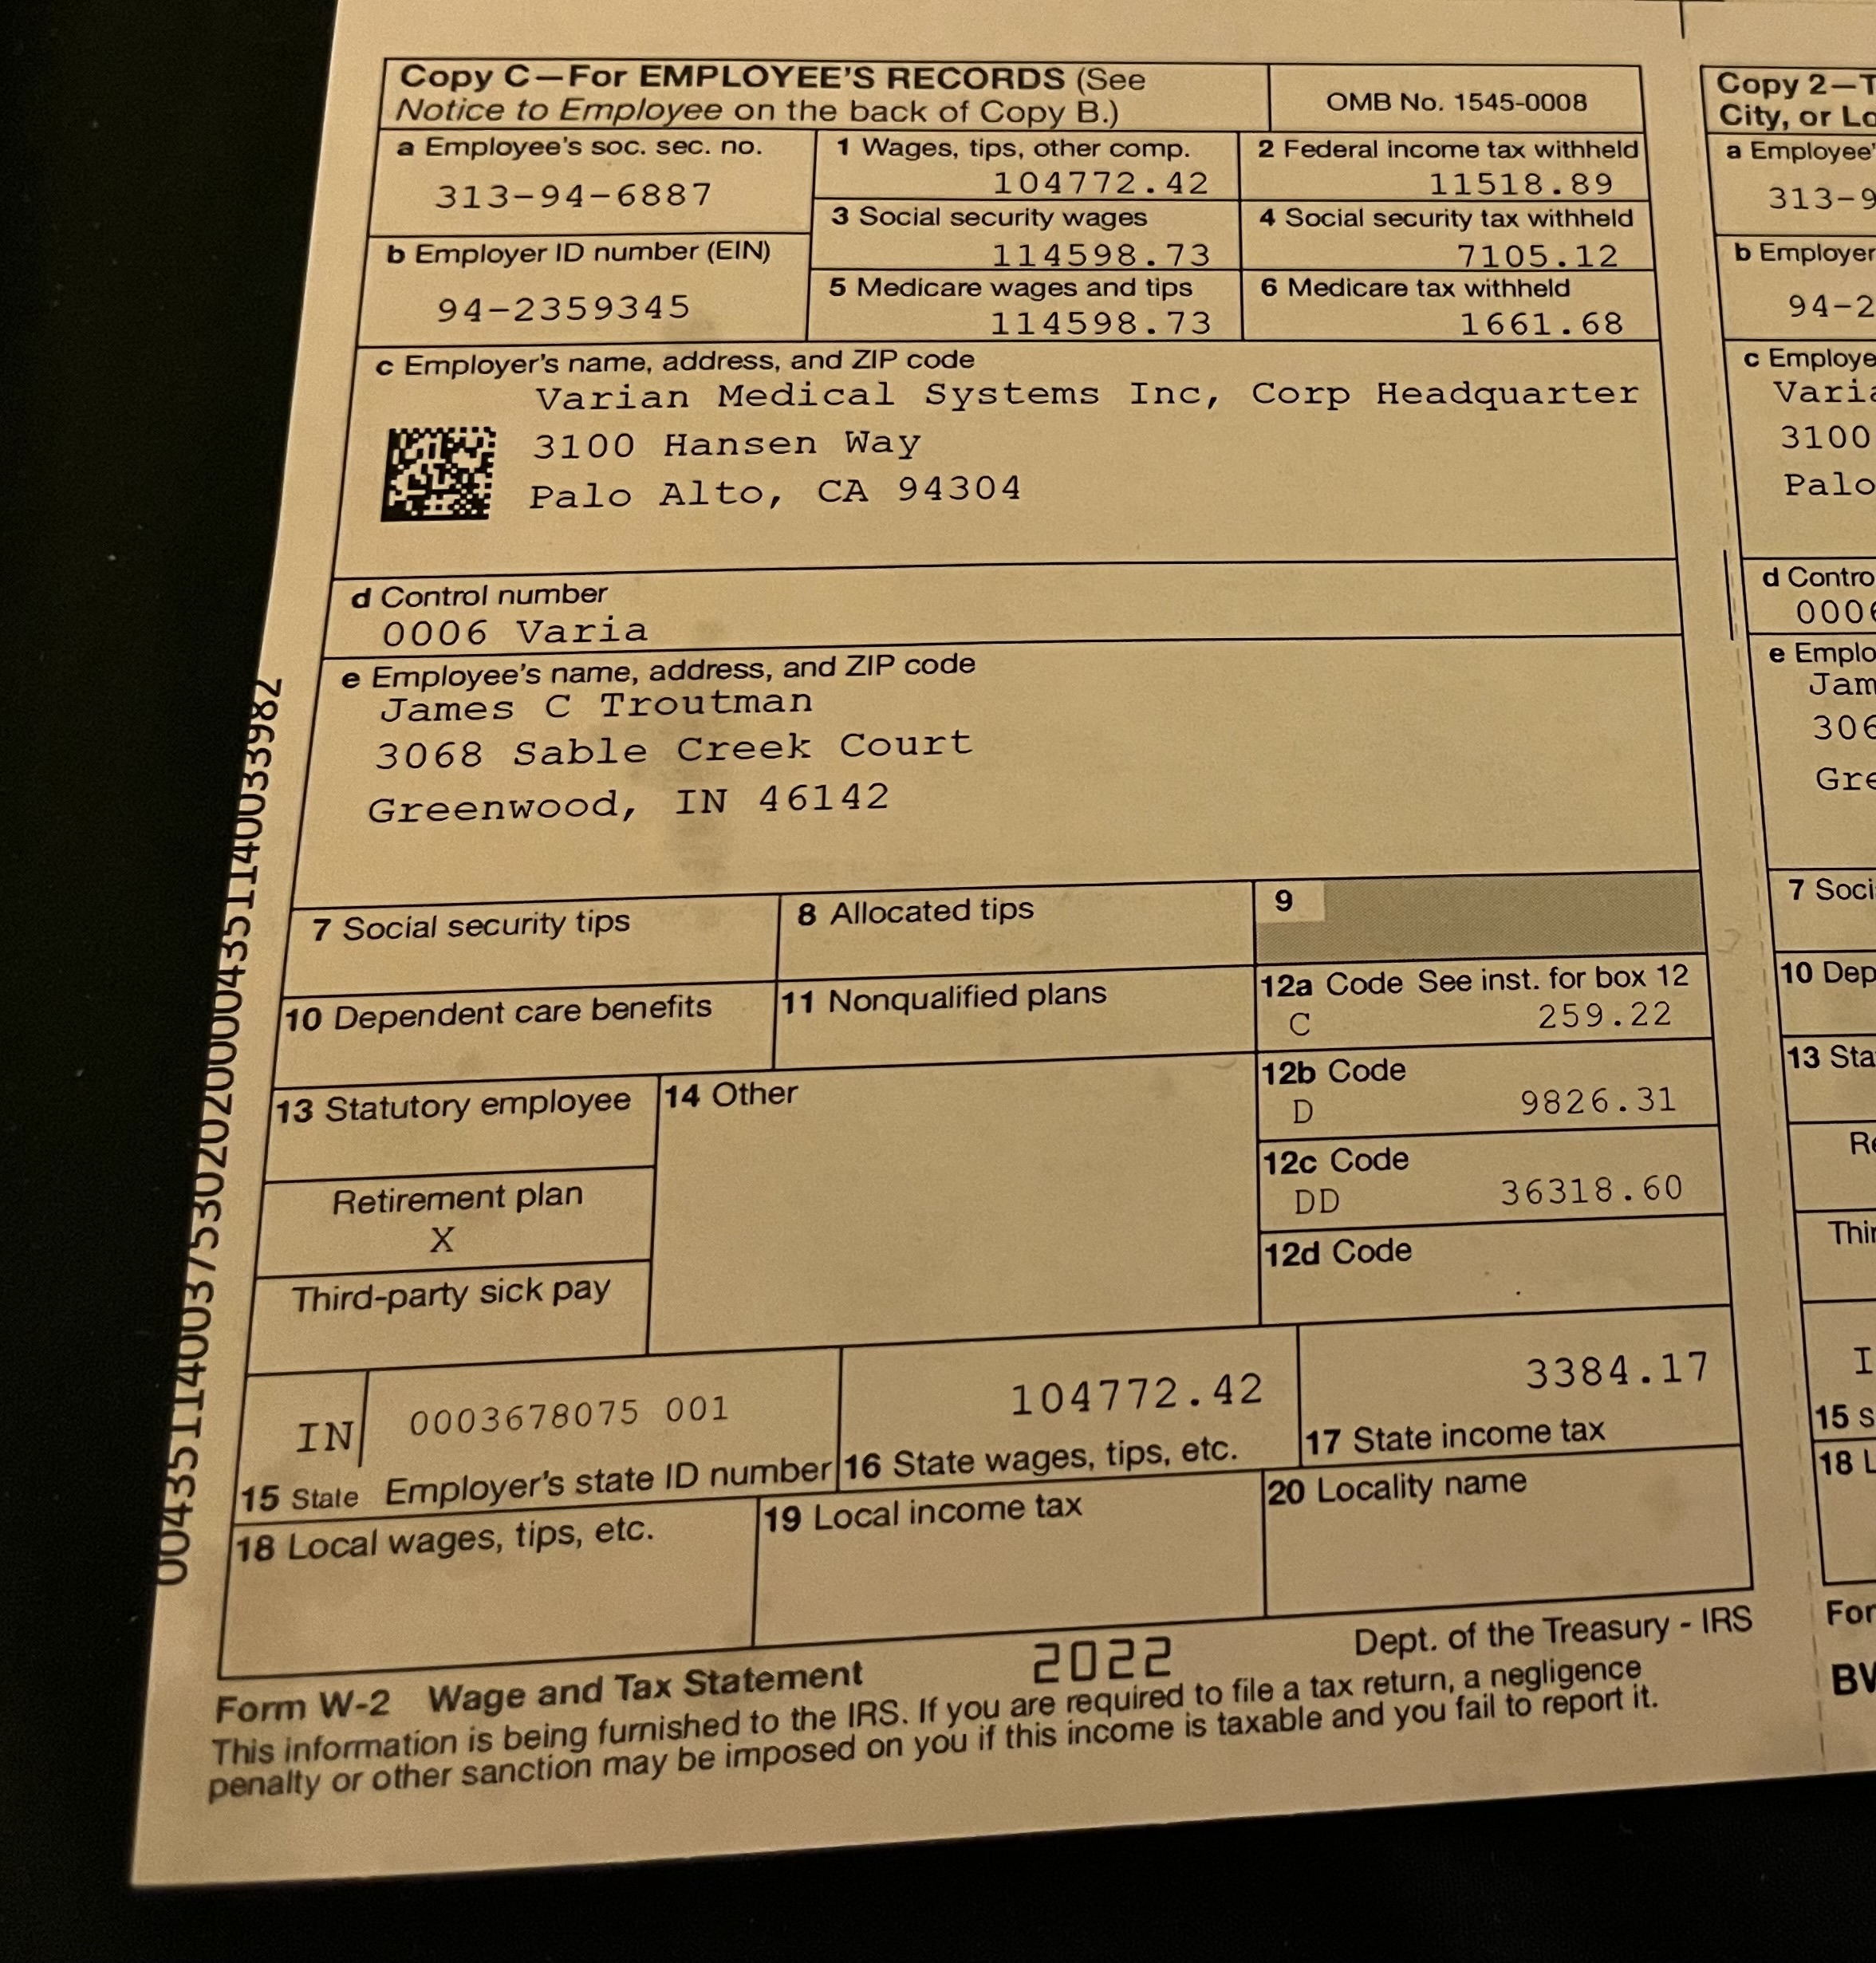 Copy C—For EMPLOYEE'S RECORDS (See
Notice to Employee on the back of Copy B.)
OMB No. 1545-0008
a Employee's soc. sec. no.
313-94-6887
1 Wages, tips, other comp.
104772.42
2 Federal income tax withheld
11518.89
3 Social security wages
114598.73
4 Social security tax withheld
7105.12
b Employer ID number (EIN)
94-2359345
5 Medicare wages and tips
114598.73
6 Medicare tax withheld
1661.68
c Employer's name, address, and ZIP code
Varian Medical Systems Inc, Corp Headquarter
3100 Hansen Way
Palo Alto, CA 94304
d Control number
0006 Varia
e Employee's name, address, and ZIP code
James C Troutman
3068 Sable Creek Court
Greenwood, IN 46142
7 Social security tips
8 Allocated tips
9
10 Dependent care benefits
11 Nonqualified plans
12a Code See inst. for box 12
C 259.22
12b Code
D 9826.31
12c Code
DD 36318.60
12d Code
13 Statutory employee
Retirement plan
X
Third-party sick pay
14 Other
IN 0003678075 001
15 State Employer's state ID number
104772.42
16 State wages, tips, etc.
3384.17
17 State income tax
18 Local wages, tips, etc.
19 Local income tax
20 Locality name
Form W-2 Wage and Tax Statement
2022
Dept. of the Treasury - IRS
This information is being furnished to the IRS. If you are required to file a tax return, a negligence
penalty or other sanction may be imposed on you if this income is taxable and you fail to report it.
Copy 2—
City, or
a
b Employer
c
3100
Palo
d
e
7
10
13
15
18